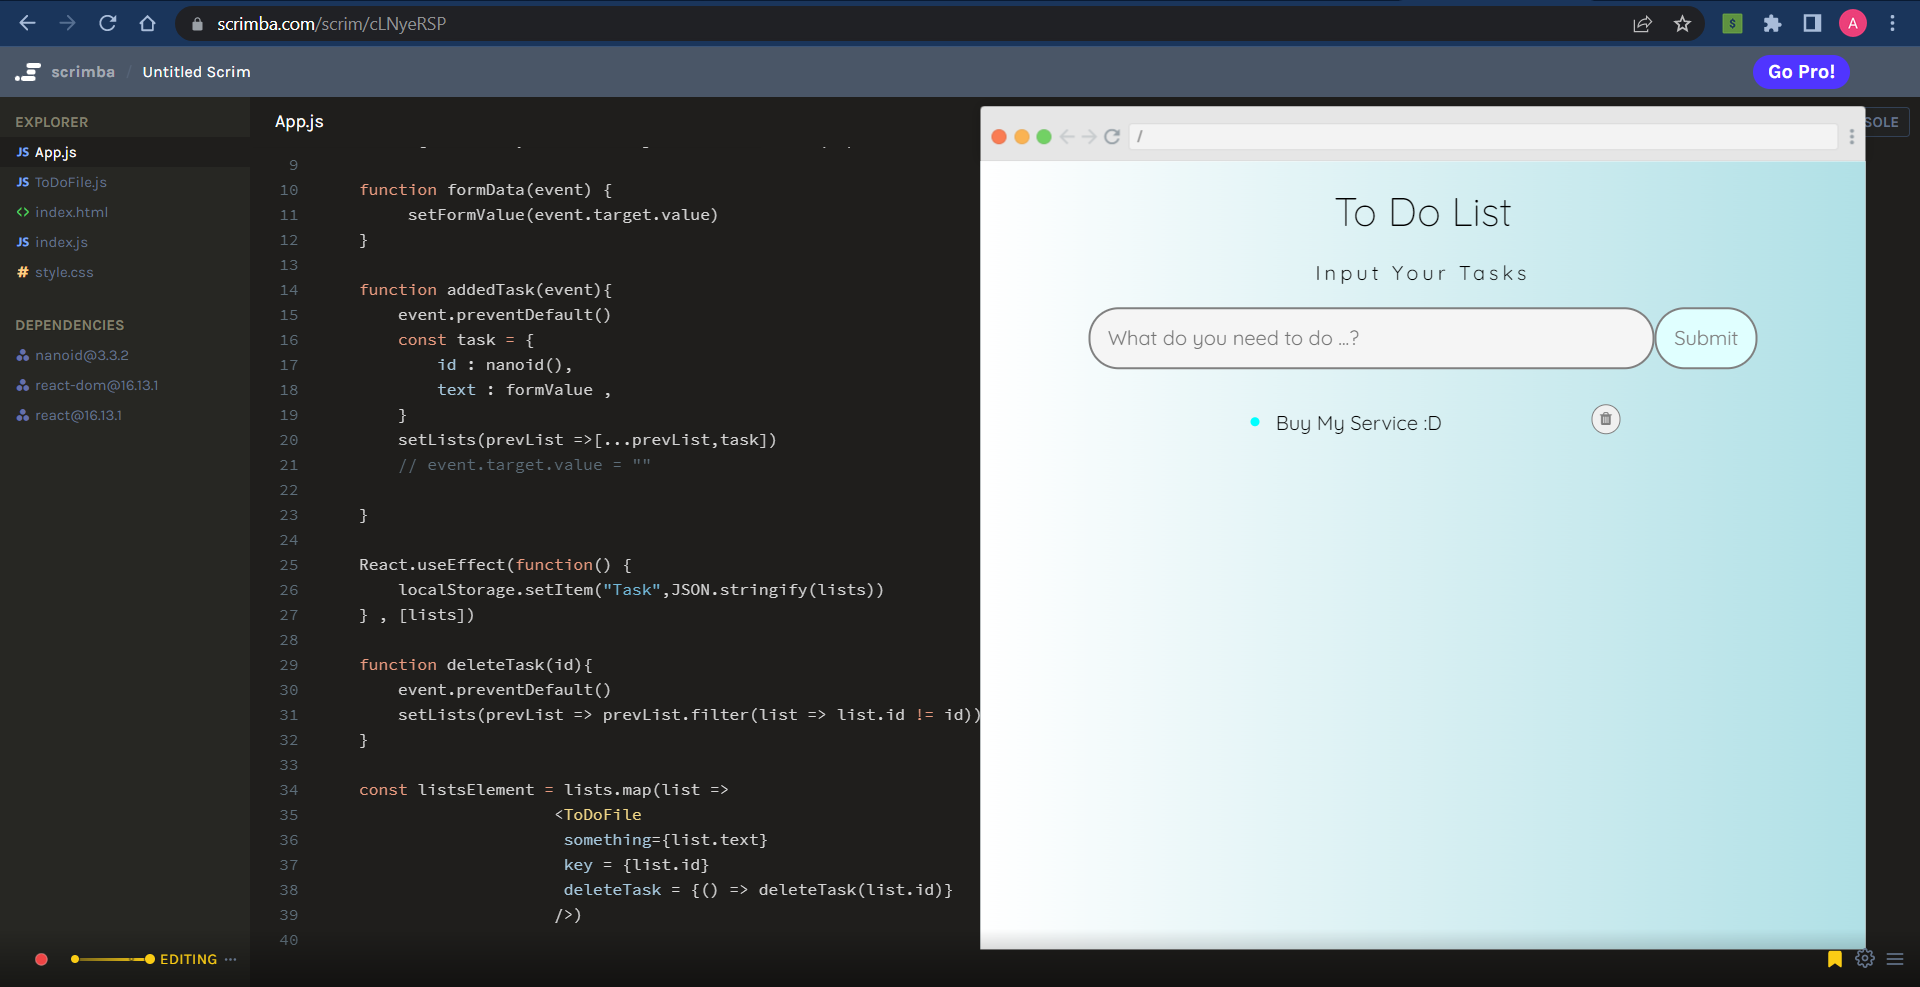 scrimba.com/scrim/cLNyeRSP
$
A
scrimba / Untitled Scrim
Go Pro!
EXPLORER
JS App.js
JS ToDoFile.js
<> index.html
JS index.js
# style.css
DEPENDENCIES
nanoid@3.3.2
react-dom@16.13.1
react@16.13.1
App.js
9
10 function formData(event) {
11 setFormValue(event.target.value)
12 }
13
14 function addedTask(event){
15 event.preventDefault()
16 const task = {
17 id : nanoid(),
18 text : formValue ,
19 }
20 setLists(prevList =>[...prevList,task])
21 // event.target.value = ""
22
23 }
24
25 React.useEffect(function() {
26 localStorage.setItem("Task",JSON.stringify(lists))
27 } , [lists])
28
29 function deleteTask(id){
30 event.preventDefault()
31 setLists(prevList => prevList.filter(list => list.id != id))
32 }
33
34 const listsElement = lists.map(list =>
35 <ToDoFile
36 something={list.text}
37 key = {list.id}
38 deleteTask = {() => deleteTask(list.id)}
39 />)
40
EDITING ...
SOLE
/
To Do List
Input Your Tasks
What do you need to do ...?
Submit
Buy My Service :D